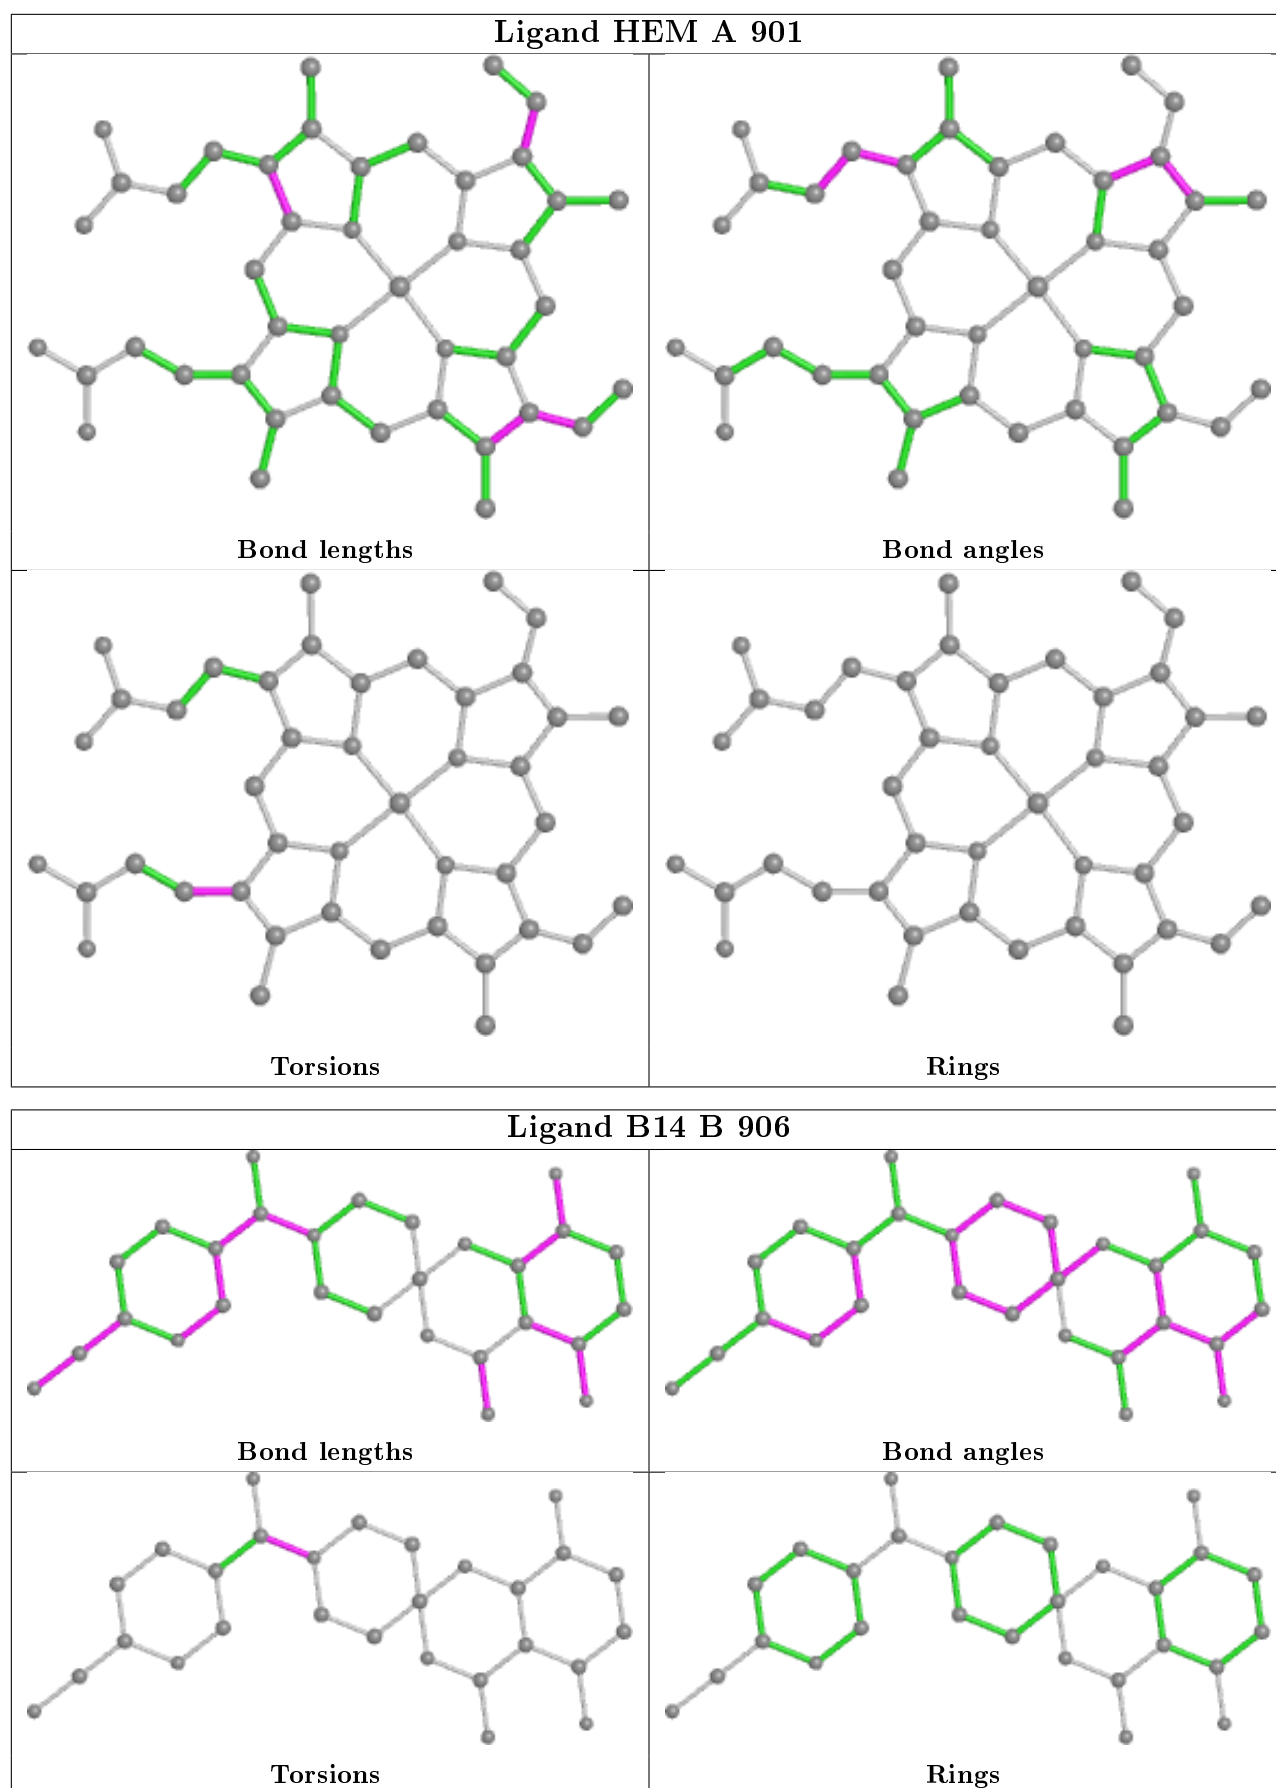 Ligand HEM A 901
Bond lengths
Bond angles
Torsions
Rings
Ligand B14 B 906
Bond lengths
Bond angles
Torsions
Rings